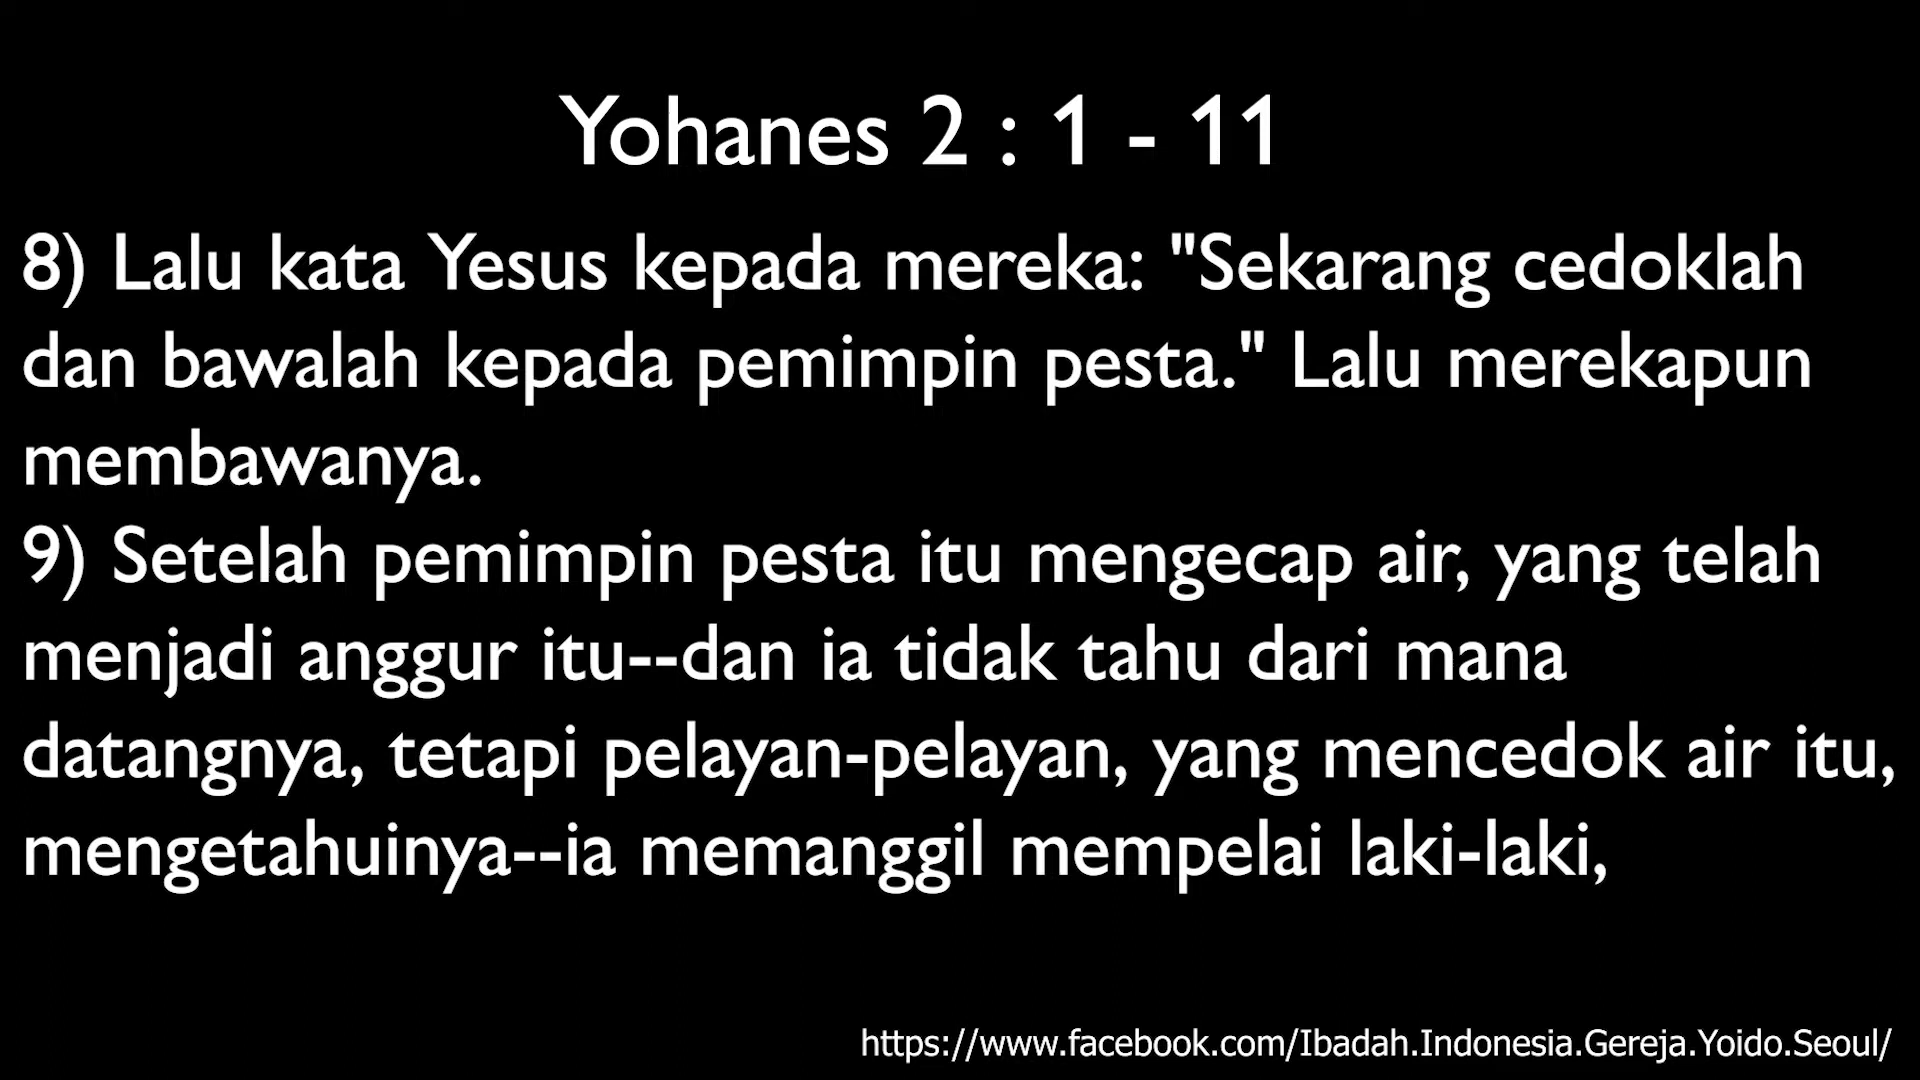 Yohanes 2 : 1 - 11
8) Lalu kata Yesus kepada mereka: "Sekarang cedoklah
dan bawalah kepada pemimpin pesta." Lalu merekapun
membawanya.
9) Setelah pemimpin pesta itu mengecap air, yang telah
menjadi anggur itu--dan ia tidak tahu dari mana
datangnya, tetapi pelayan-pelayan, yang mencedok air itu,
mengetahuinya--ia memanggil mempelai laki-laki,
https://www.facebook.com/Ibadah.Indonesia.Gereja.Yoido.Seoul/